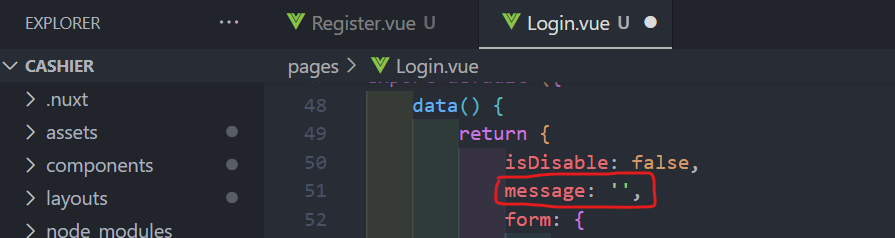 EXPLORER ... Register.vue U Login.vue U
CASHIER pages > Login.vue
.nuxt
assets
components
layouts
node_modules
48 data() {
49 return {
50 isDisable: false,
51 message: '',
52 form: {